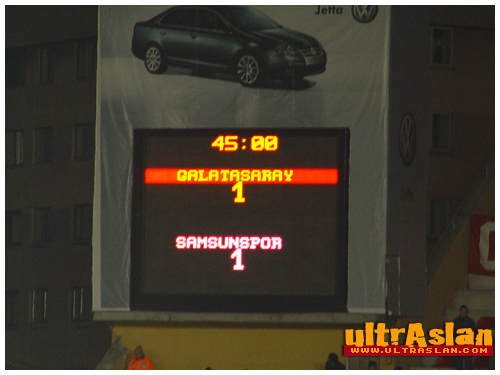 Jetta
45:00
GALATASARAY
1
SAMSUNSPOR
1
ultrAslan
WWW.ULTRASLAN.COM